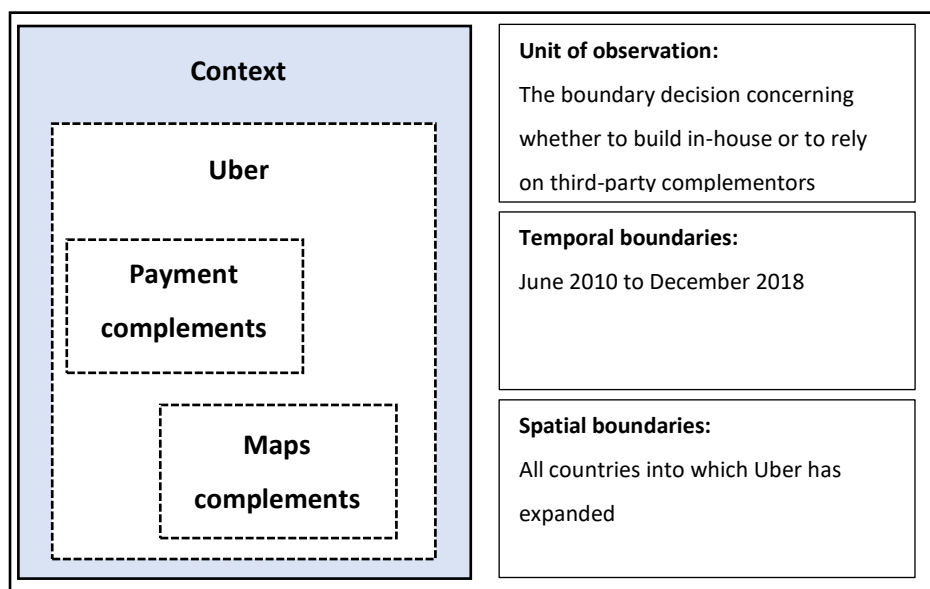 Context
Uber
Payment
complements
Maps
complements
Unit of observation:
The boundary decision concerning
whether to build in-house or to rely
on third-party complementors
Temporal boundaries:
June 2010 to December 2018
Spatial boundaries:
All countries into which Uber has
expanded